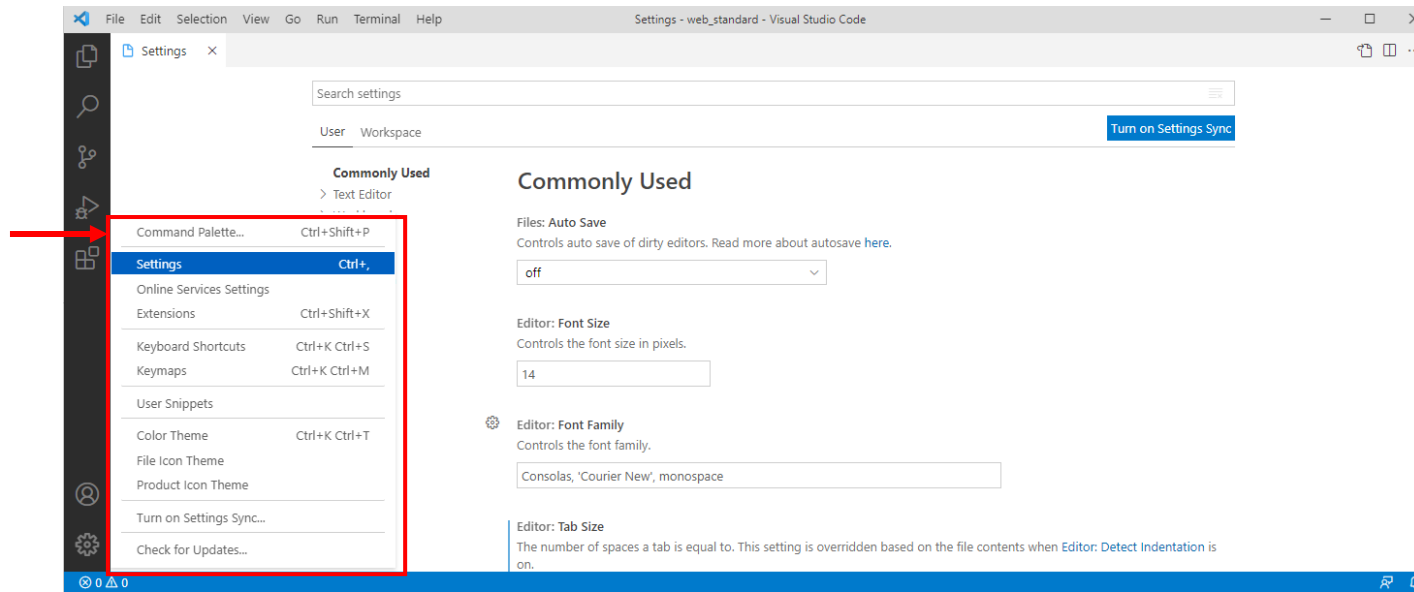 File Edit Selection View Go Run Terminal Help
Settings - web_standard - Visual Studio Code
Settings
Search settings
User Workspace
Turn on Settings Sync
Commonly Used
Text Editor
Command Palette... Ctrl+Shift+P
Settings Ctrl+,
Online Services Settings
Extensions Ctrl+Shift+X
Keyboard Shortcuts Ctrl+K Ctrl+S
Keymaps Ctrl+K Ctrl+M
User Snippets
Color Theme Ctrl+K Ctrl+T
File Icon Theme
Product Icon Theme
Turn on Settings Sync...
Check for Updates...
Commonly Used
Files: Auto Save
Controls auto save of dirty editors. Read more about autosave here.
off
Editor: Font Size
Controls the font size in pixels.
14
Editor: Font Family
Controls the font family.
Consolas, 'Courier New', monospace
Editor: Tab Size
The number of spaces a tab is equal to. This setting is overridden based on the file contents when Editor: Detect Indentation is
on.
0 0